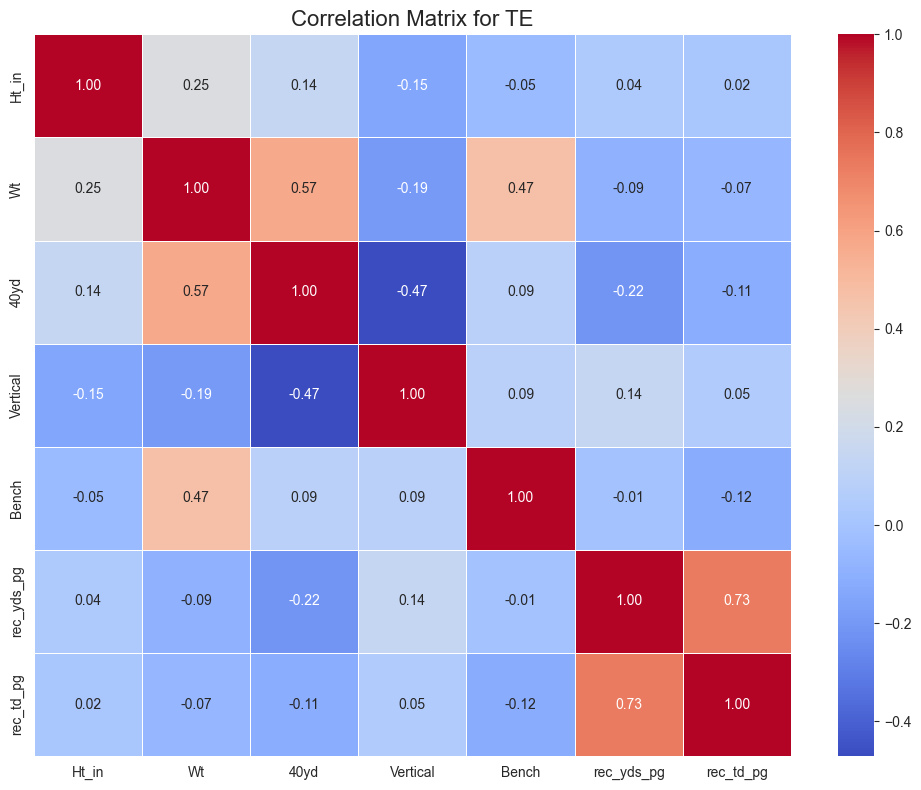 Correlation Matrix for TE
Ht_in 1.00 0.25 0.14 -0.15 -0.05 0.04 0.02
Wt 0.25 1.00 0.57 -0.19 0.47 -0.09 -0.07
40yd 0.14 0.57 1.00 -0.47 0.09 -0.22 -0.11
Vertical -0.15 -0.19 -0.47 1.00 0.09 0.14 0.05
Bench -0.05 0.47 0.09 0.09 1.00 -0.01 -0.12
rec_yds_pg 0.04 -0.09 -0.22 0.14 -0.01 1.00 0.73
rec_td_pg 0.02 -0.07 -0.11 0.05 -0.12 0.73 1.00
Ht_in Wt 40yd Vertical Bench rec_yds_pg rec_td_pg
1.0
0.8
0.6
0.4
0.2
0.0
−0.2
−0.4